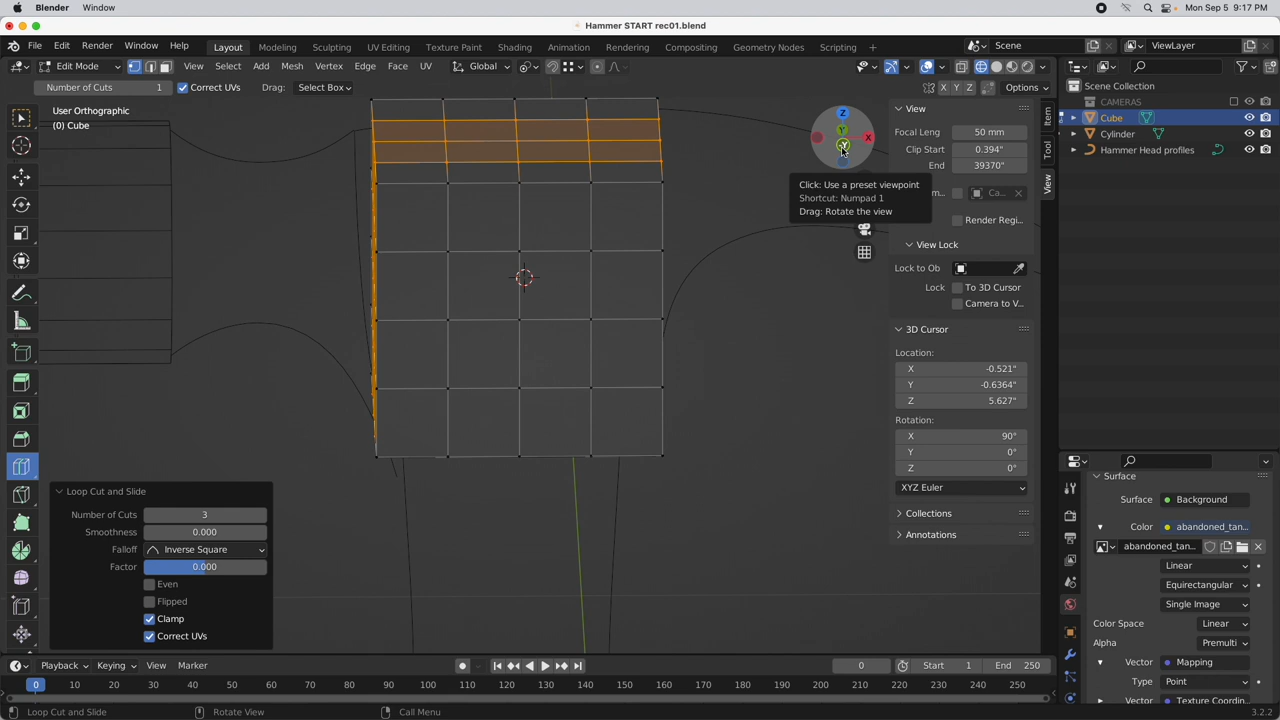 Blender Window Mon Sep 5 9:17 PM
Hammer START rec01.blend
File Edit Render Window Help Layout Modeling Sculpting UV Editing Texture Paint Shading Animation Rendering Compositing Geometry Nodes Scripting + Scene ViewLayer
Edit Mode View Select Add Mesh Vertex Edge Face UV Global
Number of Cuts 1 Correct UVs Drag: Select Box X Y Z Options
User Orthographic
(0) Cube
Z
Y
X
Y
Click: Use a preset viewpoint
Shortcut: Numpad 1
Drag: Rotate the view
View
Focal Leng 50 mm
Clip Start 0.394"
End 39370"
Ca...
Render Regi...
View Lock
Lock to Ob
Lock To 3D Cursor
Camera to V...
3D Cursor
Location:
X -0.521"
Y -0.6364"
Z 5.627"
Rotation:
X 90°
Y 0°
Z 0°
XYZ Euler
Collections
Annotations
Item
Tool
View
Scene Collection
CAMERAS
Cube
Cylinder
Hammer Head profiles
Surface
Surface Background
Color abandoned_tan...
abandoned_tan...
Linear
Equirectangular
Single Image
Color Space Linear
Alpha Premulti
Vector Mapping
Type Point
Vector Texture Coordin...
Loop Cut and Slide
Number of Cuts 3
Smoothness 0.000
Falloff Inverse Square
Factor 0.000
Even
Flipped
Clamp
Correct UVs
Playback Keying View Marker 0 Start 1 End 250
0 10 20 30 40 50 60 70 80 90 100 110 120 130 140 150 160 170 180 190 200 210 220 230 240 250
Loop Cut and Slide Rotate View Call Menu 3.2.2